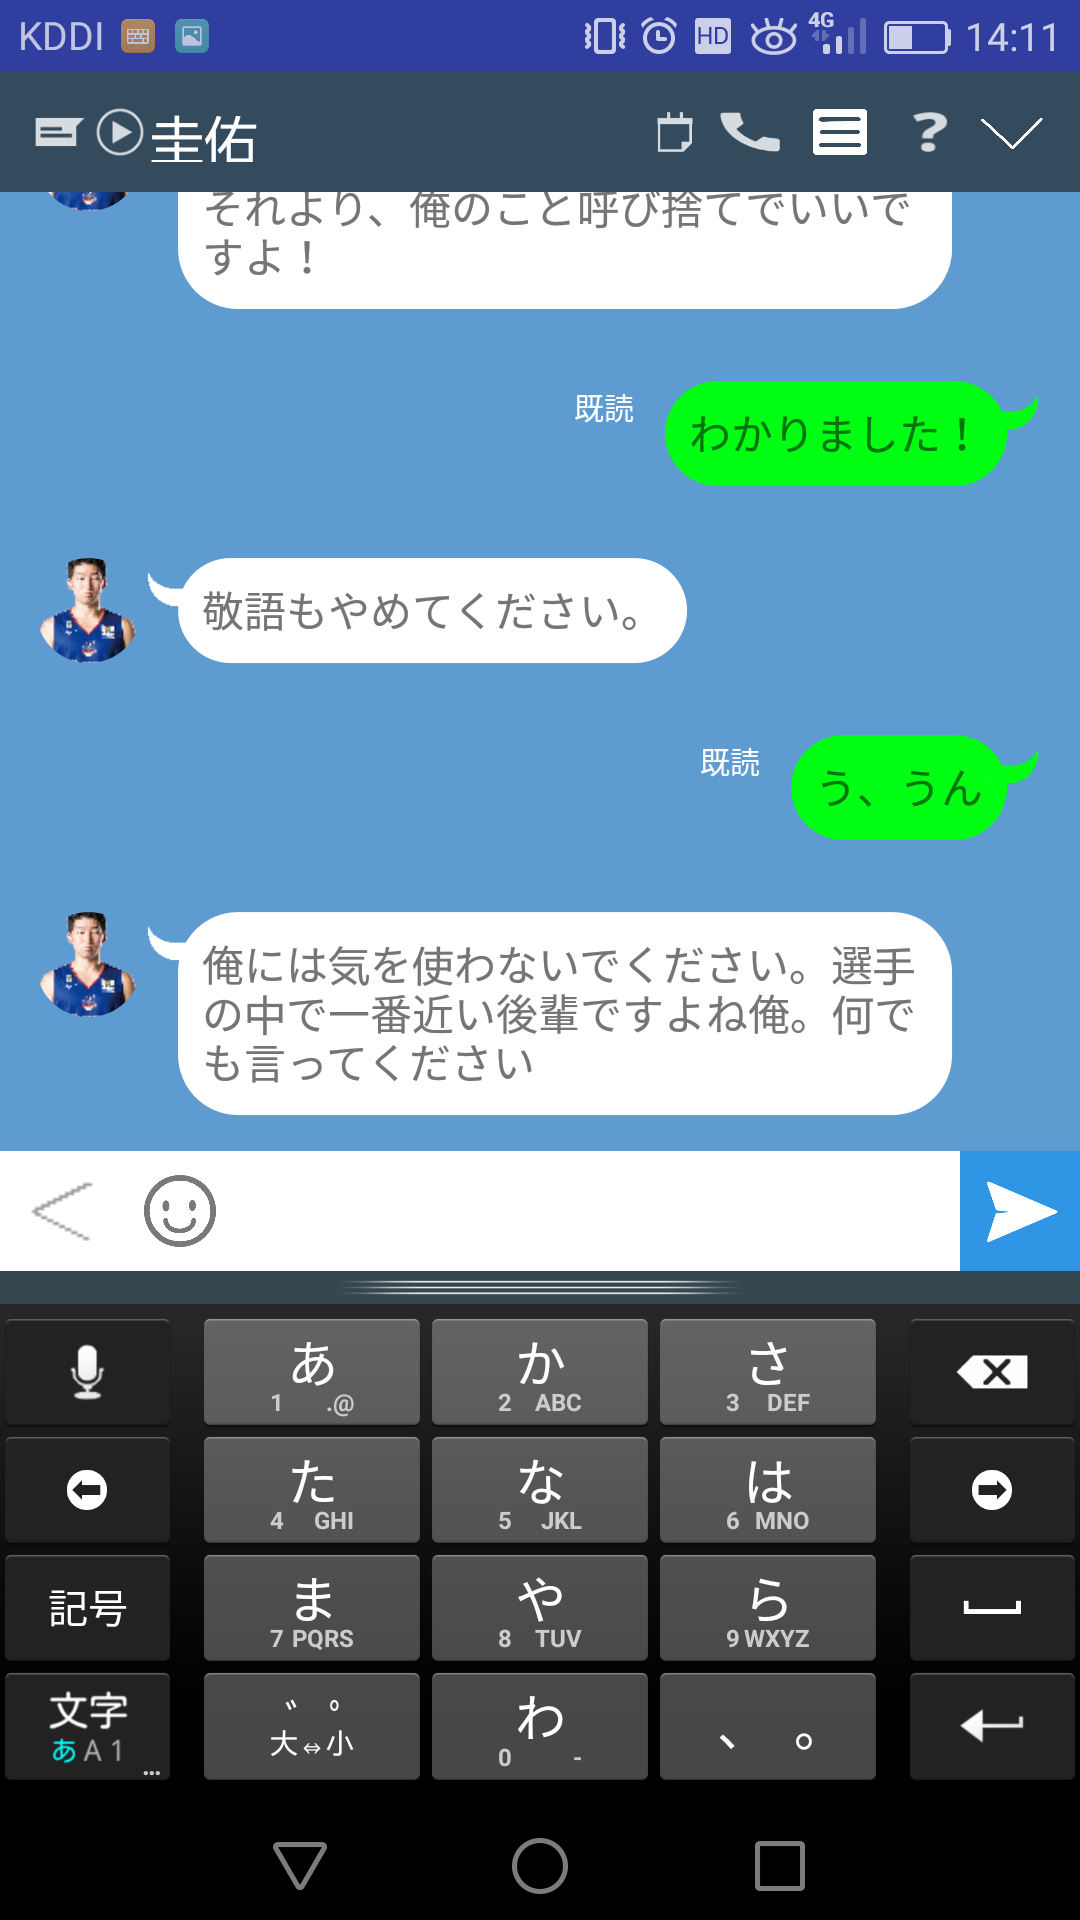 KDDI HD 4G 14:11
圭佑
それより、俺のこと呼び捨てでいいで
すよ！
既読
わかりました！
敬語もやめてください。
既読
う、うん
俺には気を使わないでください。選手
の中で一番近い後輩ですよね俺。何で
も言ってください
あ か さ
1 .@ 2 ABC 3 DEF
た な は
4 GHI 5 JKL 6 MNO
記号 ま や ら
7 PQRS 8 TUV 9 WXYZ
文字 ゛゜ わ 、。
あ A 1 ... 大⇔小 0 -